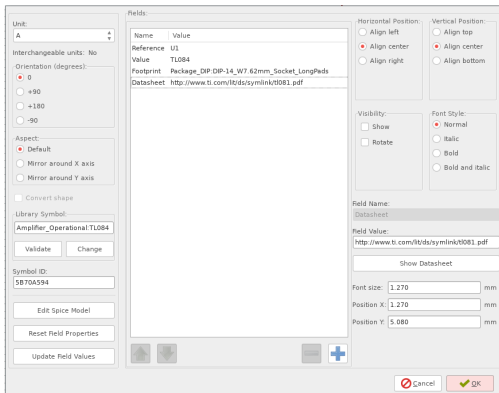 Unit:
A
Interchangeable units: No
Orientation (degrees):
0
+90
+180
-90
Aspect:
Default
Mirror around X axis
Mirror around Y axis
Convert shape
Library Symbol:
Amplifier_Operational:TL084
Validate
Change
Symbol ID:
5B70A594
Edit Spice Model
Reset Field Properties
Update Field Values
Fields:
Name Value
Reference U1
Value TL084
Footprint Package_DIP:DIP-14_W7.62mm_Socket_LongPads
Datasheet http://www.ti.com/lit/ds/symlink/tl081.pdf
Horizontal Position:
Align left
Align center
Align right
Vertical Position:
Align top
Align center
Align bottom
Visibility:
Show
Rotate
Font Style:
Normal
Italic
Bold
Bold and italic
Field Name:
Datasheet
Field Value:
http://www.ti.com/lit/ds/symlink/tl081.pdf
Show Datasheet
Font size: 1.270 mm
Position X: 1.270 mm
Position Y: 5.080 mm
Cancel
OK